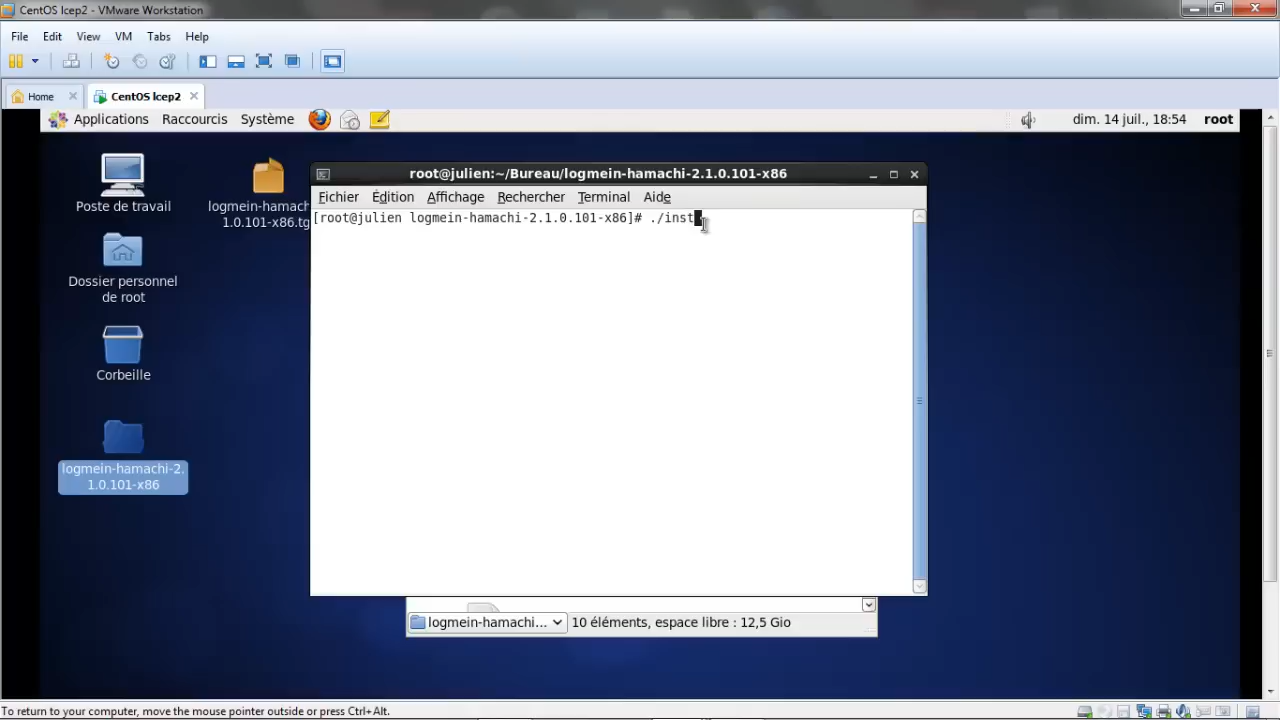 CentOS lcep2 - VMware Workstation
File Edit View VM Tabs Help
Home CentOS lcep2
Applications Raccourcis Système dim. 14 juil., 18:54 root
Poste de travail
logmein-hamac
1.0.101-x86.tg
Dossier personnel
de root
Corbeille
logmein-hamachi-2.
1.0.101-x86
root@julien:~/Bureau/logmein-hamachi-2.1.0.101-x86
Fichier Édition Affichage Rechercher Terminal Aide
[root@julien logmein-hamachi-2.1.0.101-x86]# ./inst
logmein-hamachi... 10 éléments, espace libre : 12,5 Gio
To return to your computer, move the mouse pointer outside or press Ctrl+Alt.